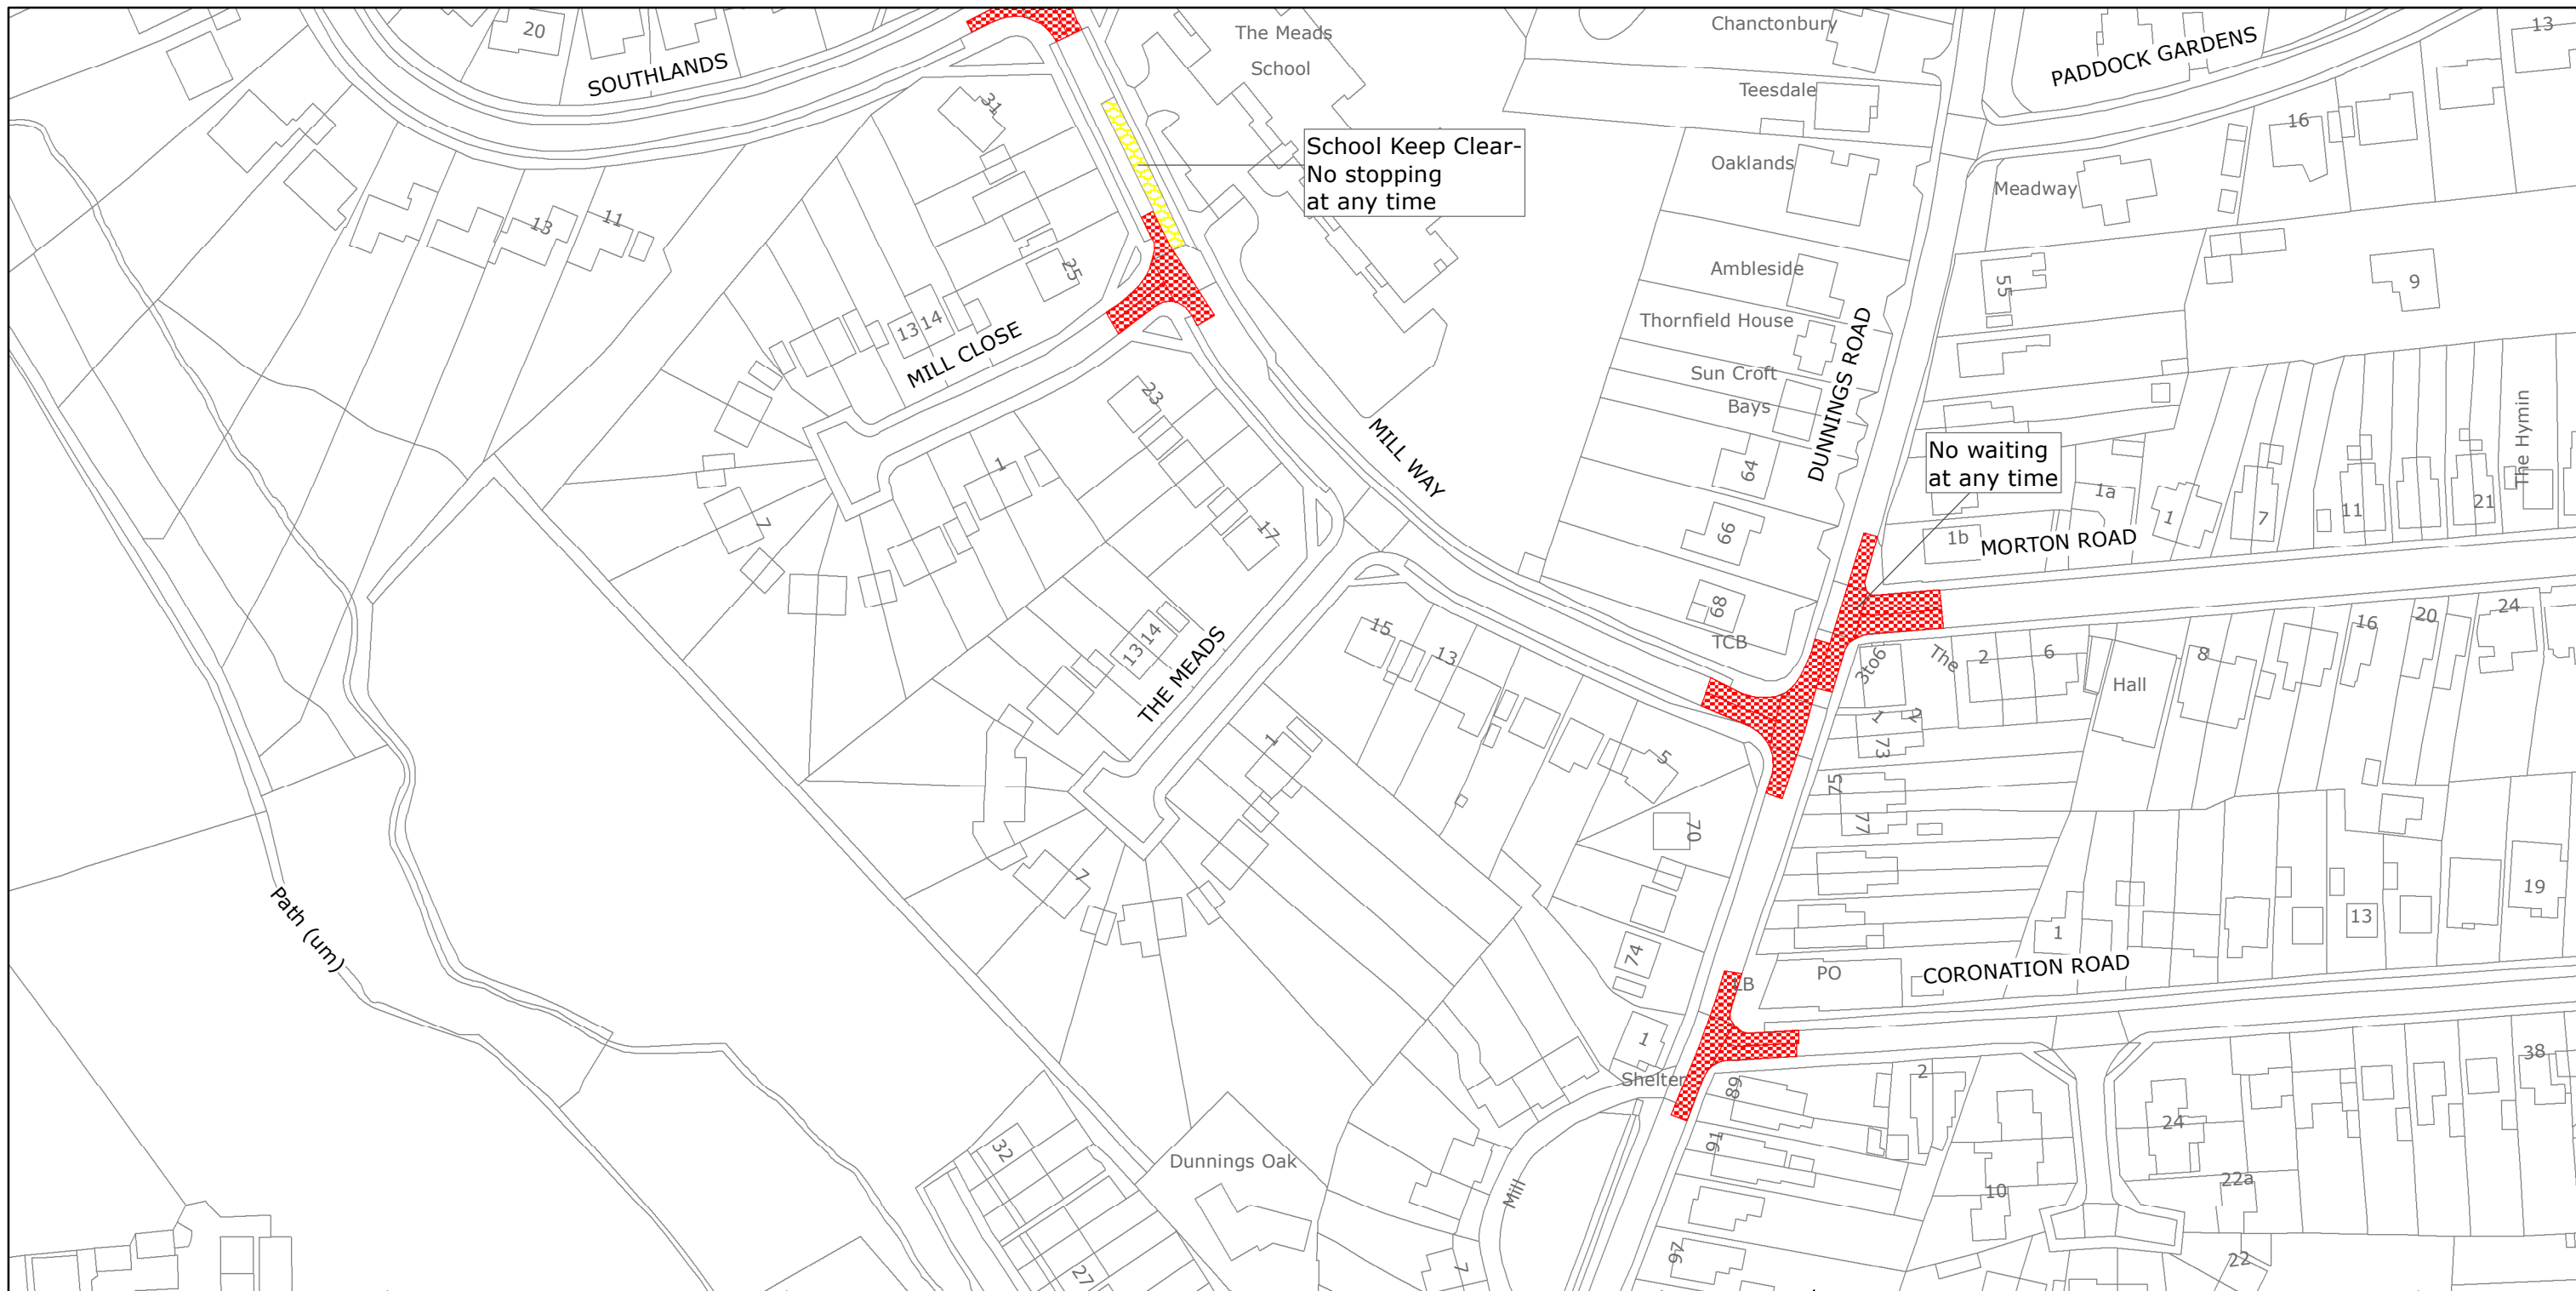 20
SOUTHLANDS
The Meads
School
Chanctonbury
PADDOCK GARDENS
13
Teesdale
31
16
School Keep Clear-
No stopping
at any time
Oaklands
Meadway
13
11
25
Ambleside
55
9
13
14
MILL CLOSE
Thornfield House
DUNNINGS ROAD
Sun Croft
Bays
23
MILL WAY
The Hymin
No waiting
at any time
1
64
1a
7
17
66
1b
MORTON ROAD
1
7
11
21
68
TCB
13
14
THE MEADS
15
13
3to6
The
2
6
Hall
8
16
20
24
1
2
73
1
5
75
77
70
7
19
13
Path (um)
74
PO
1
CORONATION ROAD
LB
1
Shelter
89
2
38
32
Dunnings Oak
91
24
Mill
10
22a
27
7
97
22